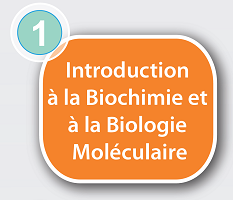 1
Introduction
à la Biochimie et
à la Biologie
Moléculaire